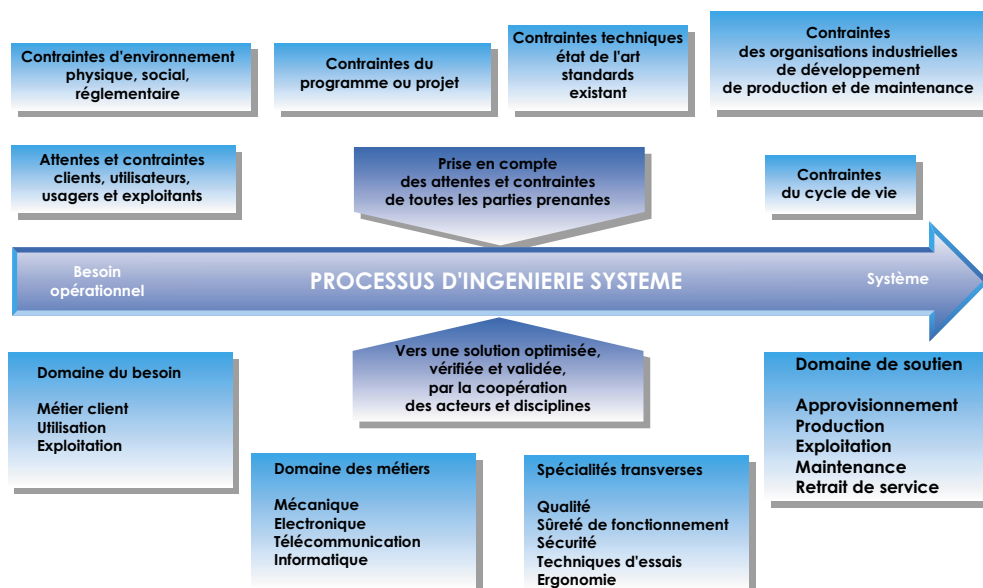 Contraintes d'environnement
physique, social,
réglementaire
Contraintes du
programme ou projet
Contraintes techniques
état de l'art
standards
existant
Contraintes
des organisations industrielles
de développement
de production et de maintenance
Attentes et contraintes
clients, utilisateurs,
usagers et exploitants
Prise en compte
des attentes et contraintes
de toutes les parties prenantes
Contraintes
du cycle de vie
Besoin
opérationnel
PROCESSUS D'INGENIERIE SYSTEME
Système
Vers une solution optimisée,
vérifiée et validée,
par la coopération
des acteurs et disciplines
Domaine du besoin
Métier client
Utilisation
Exploitation
Domaine des métiers
Mécanique
Electronique
Télécommunication
Informatique
Spécialités transverses
Qualité
Sûreté de fonctionnement
Sécurité
Techniques d'essais
Ergonomie
Domaine de soutien
Approvisionnement
Production
Exploitation
Maintenance
Retrait de service